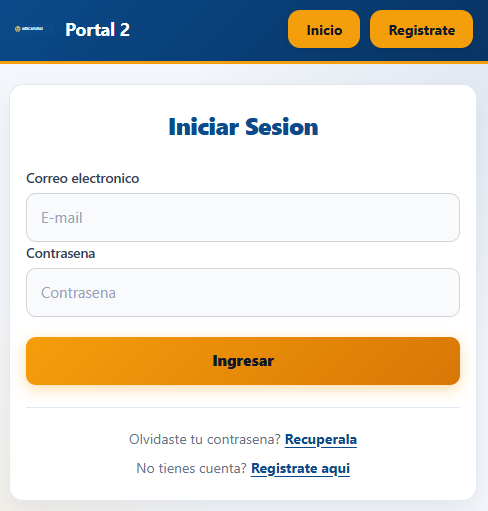 Portal 2
Inicio
Registrate
Iniciar Sesion
Correo electronico
E-mail
Contrasena
Contrasena
Ingresar
Olvidaste tu contrasena? Recuperala
No tienes cuenta? Registrate aqui